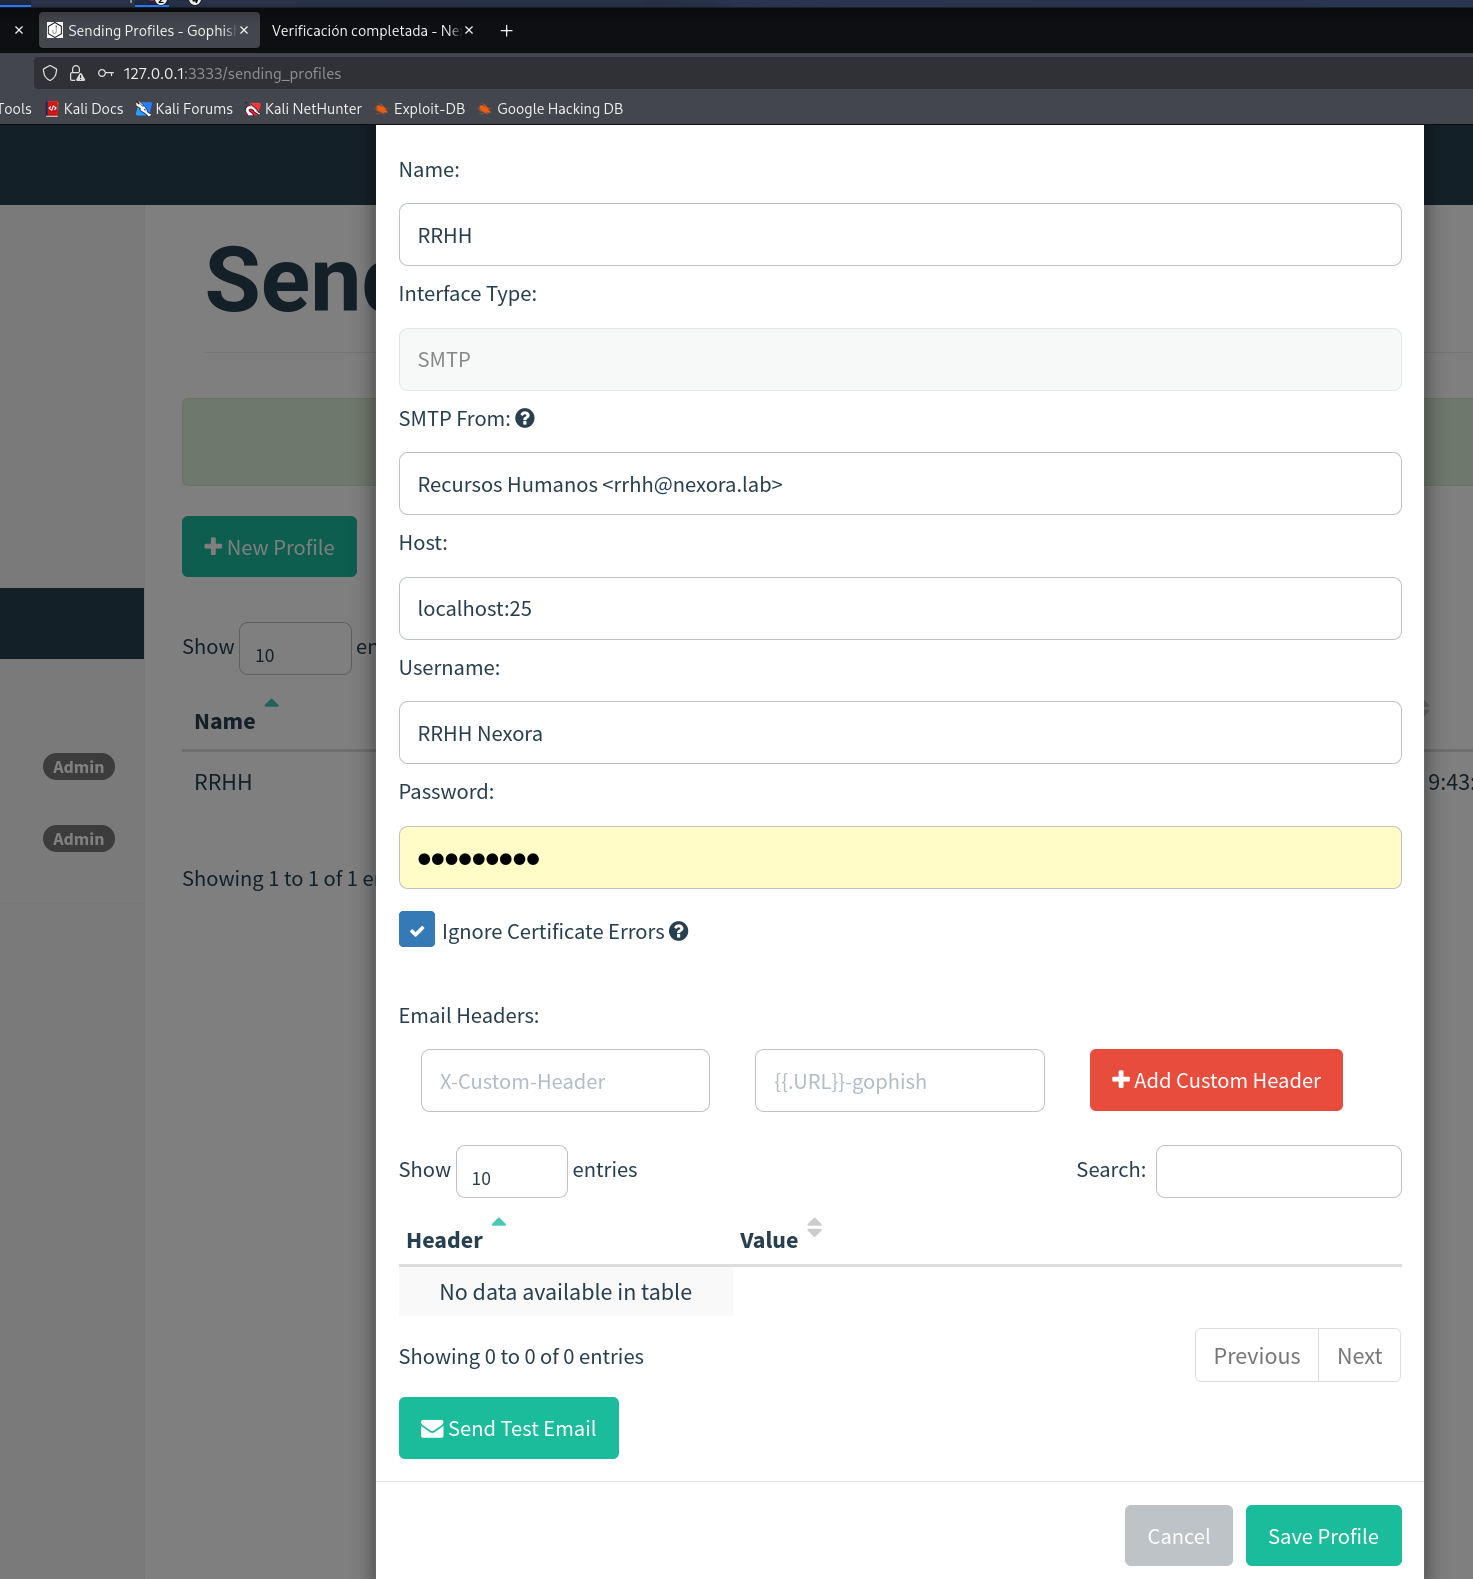 Sending Profiles - Gophis
Verificación completada - Ne
127.0.0.1:3333/sending_profiles
Tools Kali Docs Kali Forums Kali NetHunter Exploit-DB Google Hacking DB
Name:
RRHH
Send
Interface Type:
SMTP
SMTP From:
Recursos Humanos <rrhh@nexora.lab>
Host:
New Profile
localhost:25
Show 10 en
Username:
Name
RRHH Nexora
Admin
RRHH
9:43:
Password:
Admin
Showing 1 to 1 of 1 e
Ignore Certificate Errors
Email Headers:
X-Custom-Header
{{.URL}}-gophish
Add Custom Header
Show 10 entries
Search:
Header Value
No data available in table
Showing 0 to 0 of 0 entries
Previous Next
Send Test Email
Cancel Save Profile